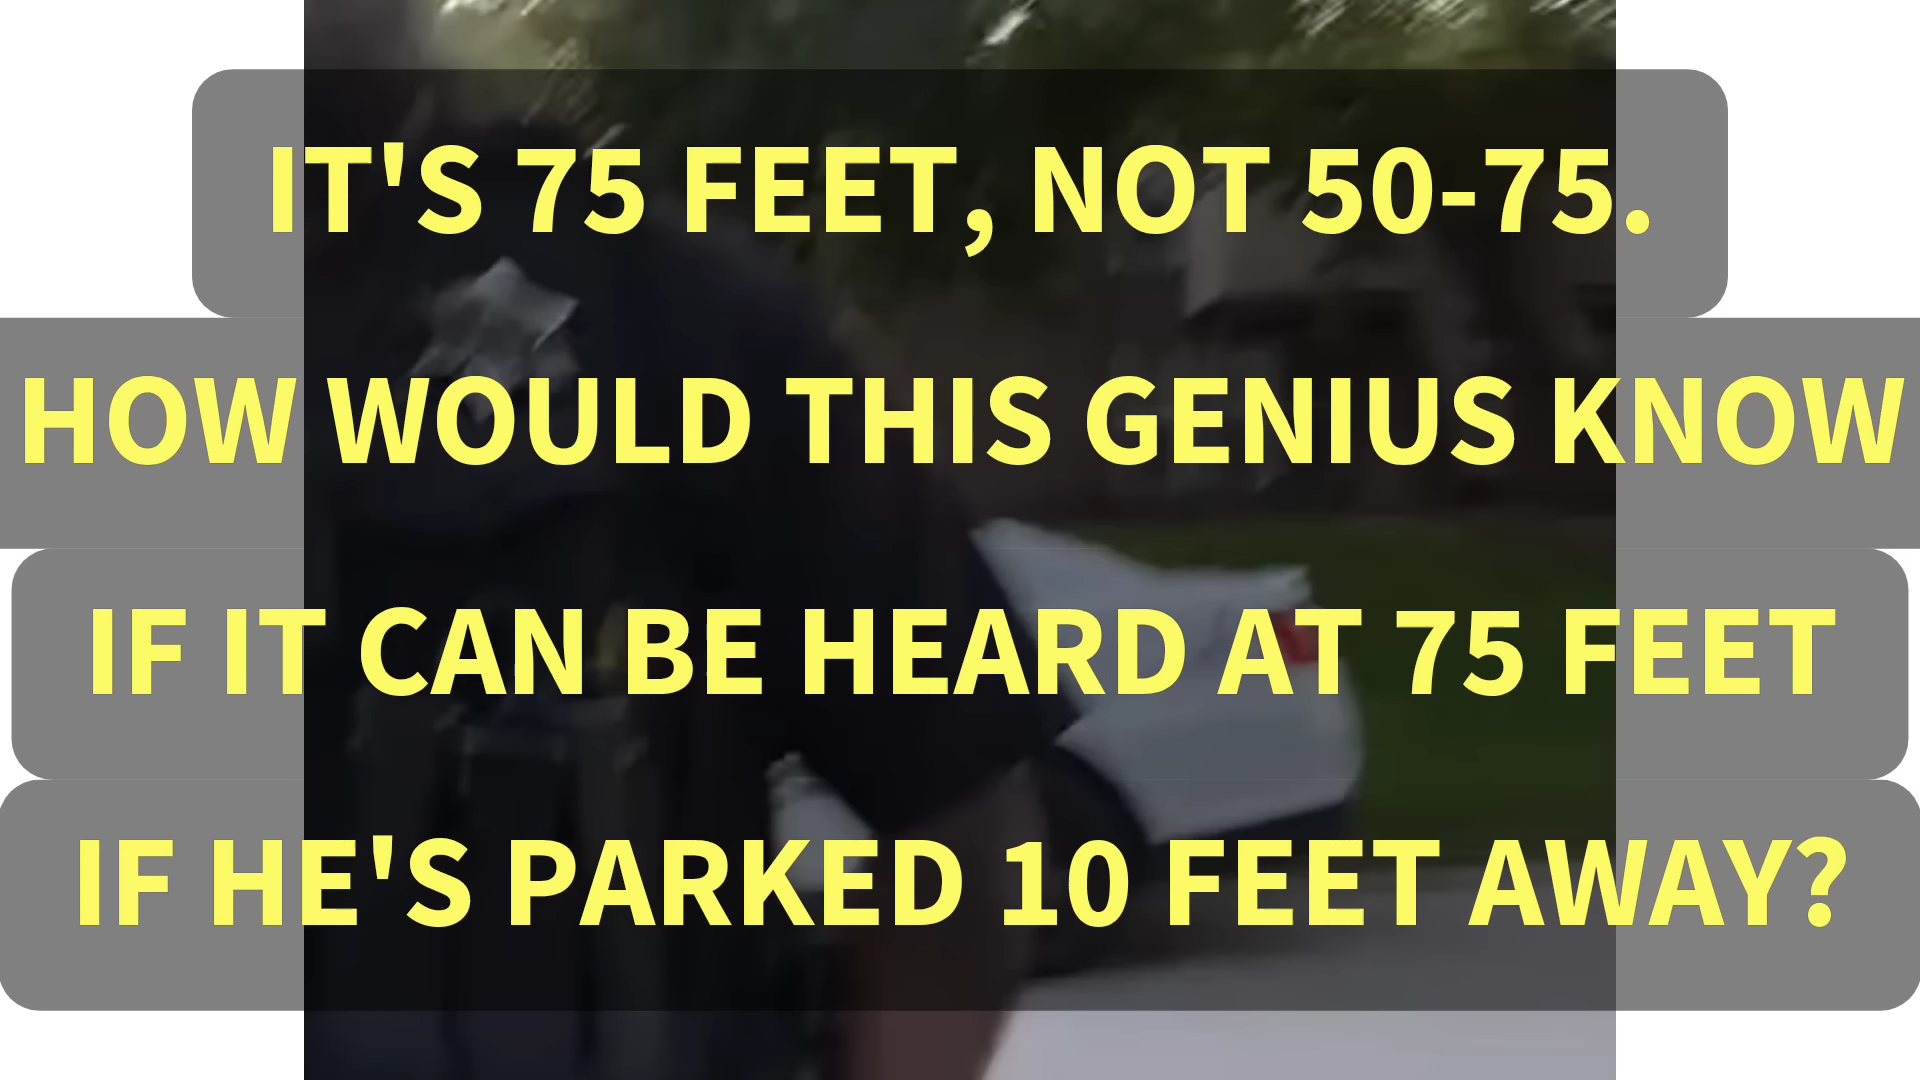 IT'S 75 FEET, NOT 50-75.
HOW WOULD THIS GENIUS KNOW
IF IT CAN BE HEARD AT 75 FEET
IF HE'S PARKED 10 FEET AWAY?